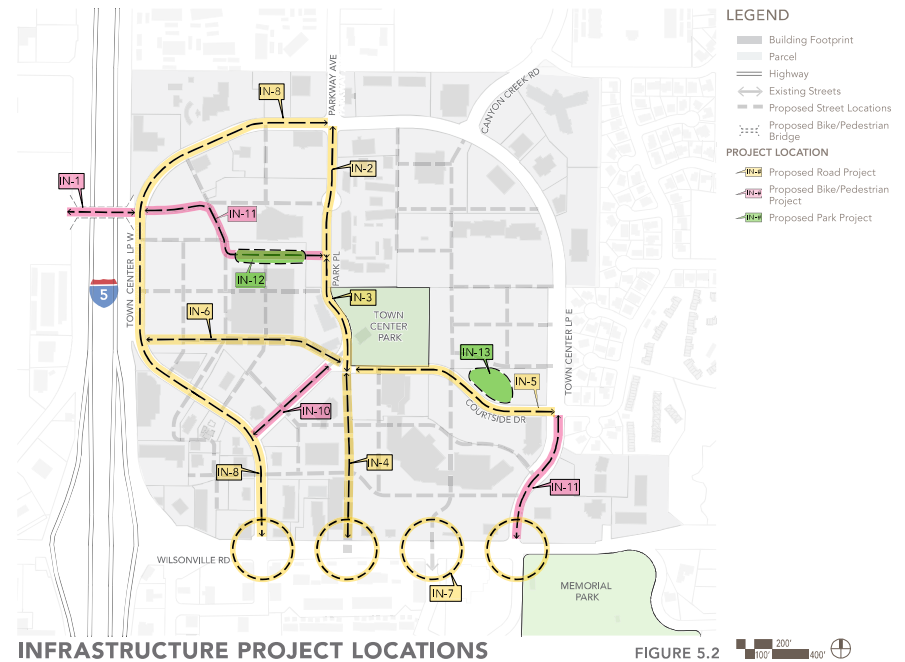 LEGEND
Building Footprint
Parcel
Highway
Existing Streets
Proposed Street Locations
Proposed Bike/Pedestrian
Bridge
PROJECT LOCATION
IN-#
Proposed Road Project
IN-#
Proposed Bike/Pedestrian
Project
IN-#
Proposed Park Project
PARKWAY AVE
CANYON CREEK RD
IN-8
IN-2
IN-1
IN-11
TOWN CENTER LP W
IN-12
PARK PL
5
IN-3
IN-6
TOWN
CENTER
PARK
TOWN CENTER LP E
IN-13
IN-5
COURTSIDE DR
IN-10
IN-8
IN-4
IN-11
WILSONVILLE RD
IN-7
MEMORIAL
PARK
INFRASTRUCTURE PROJECT LOCATIONS
FIGURE 5.2
200'
100'
400'